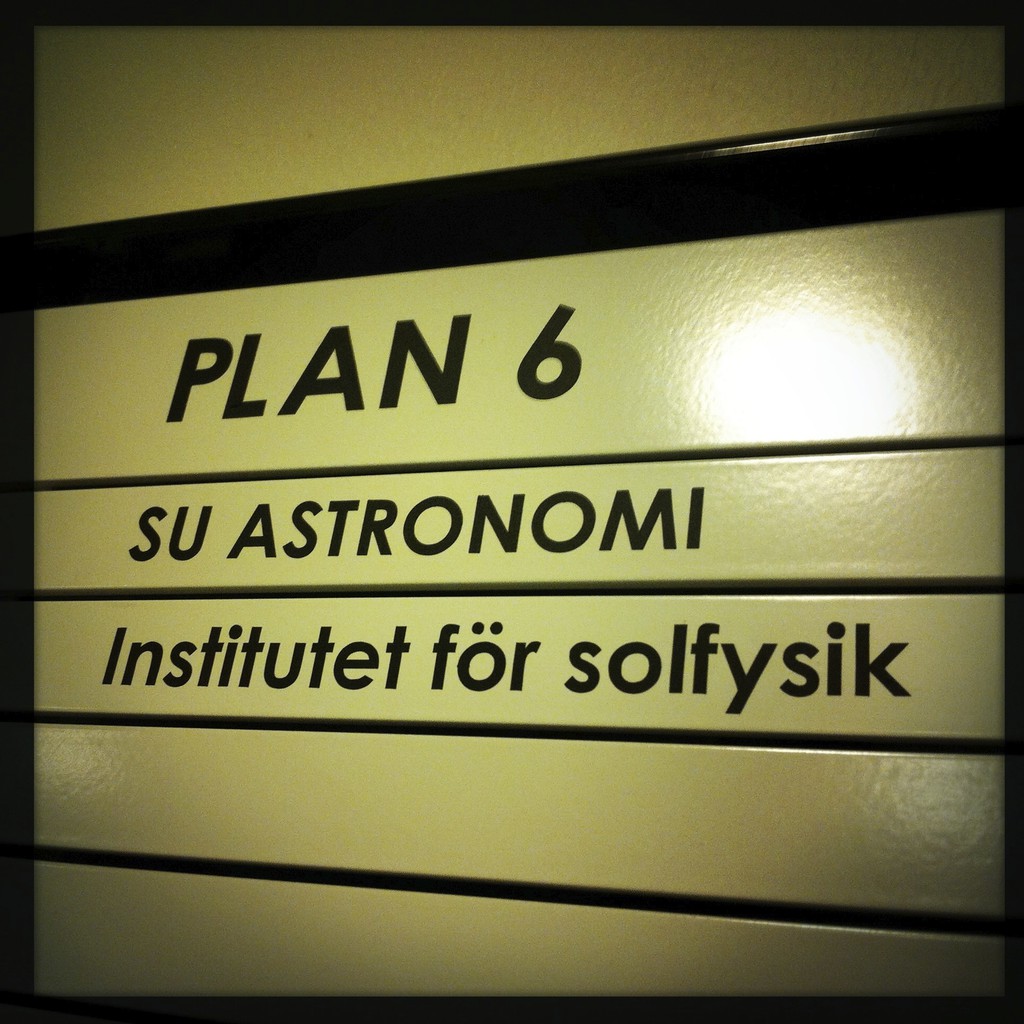 PLAN 6
SU ASTRONOMI
Institutet för solfysik